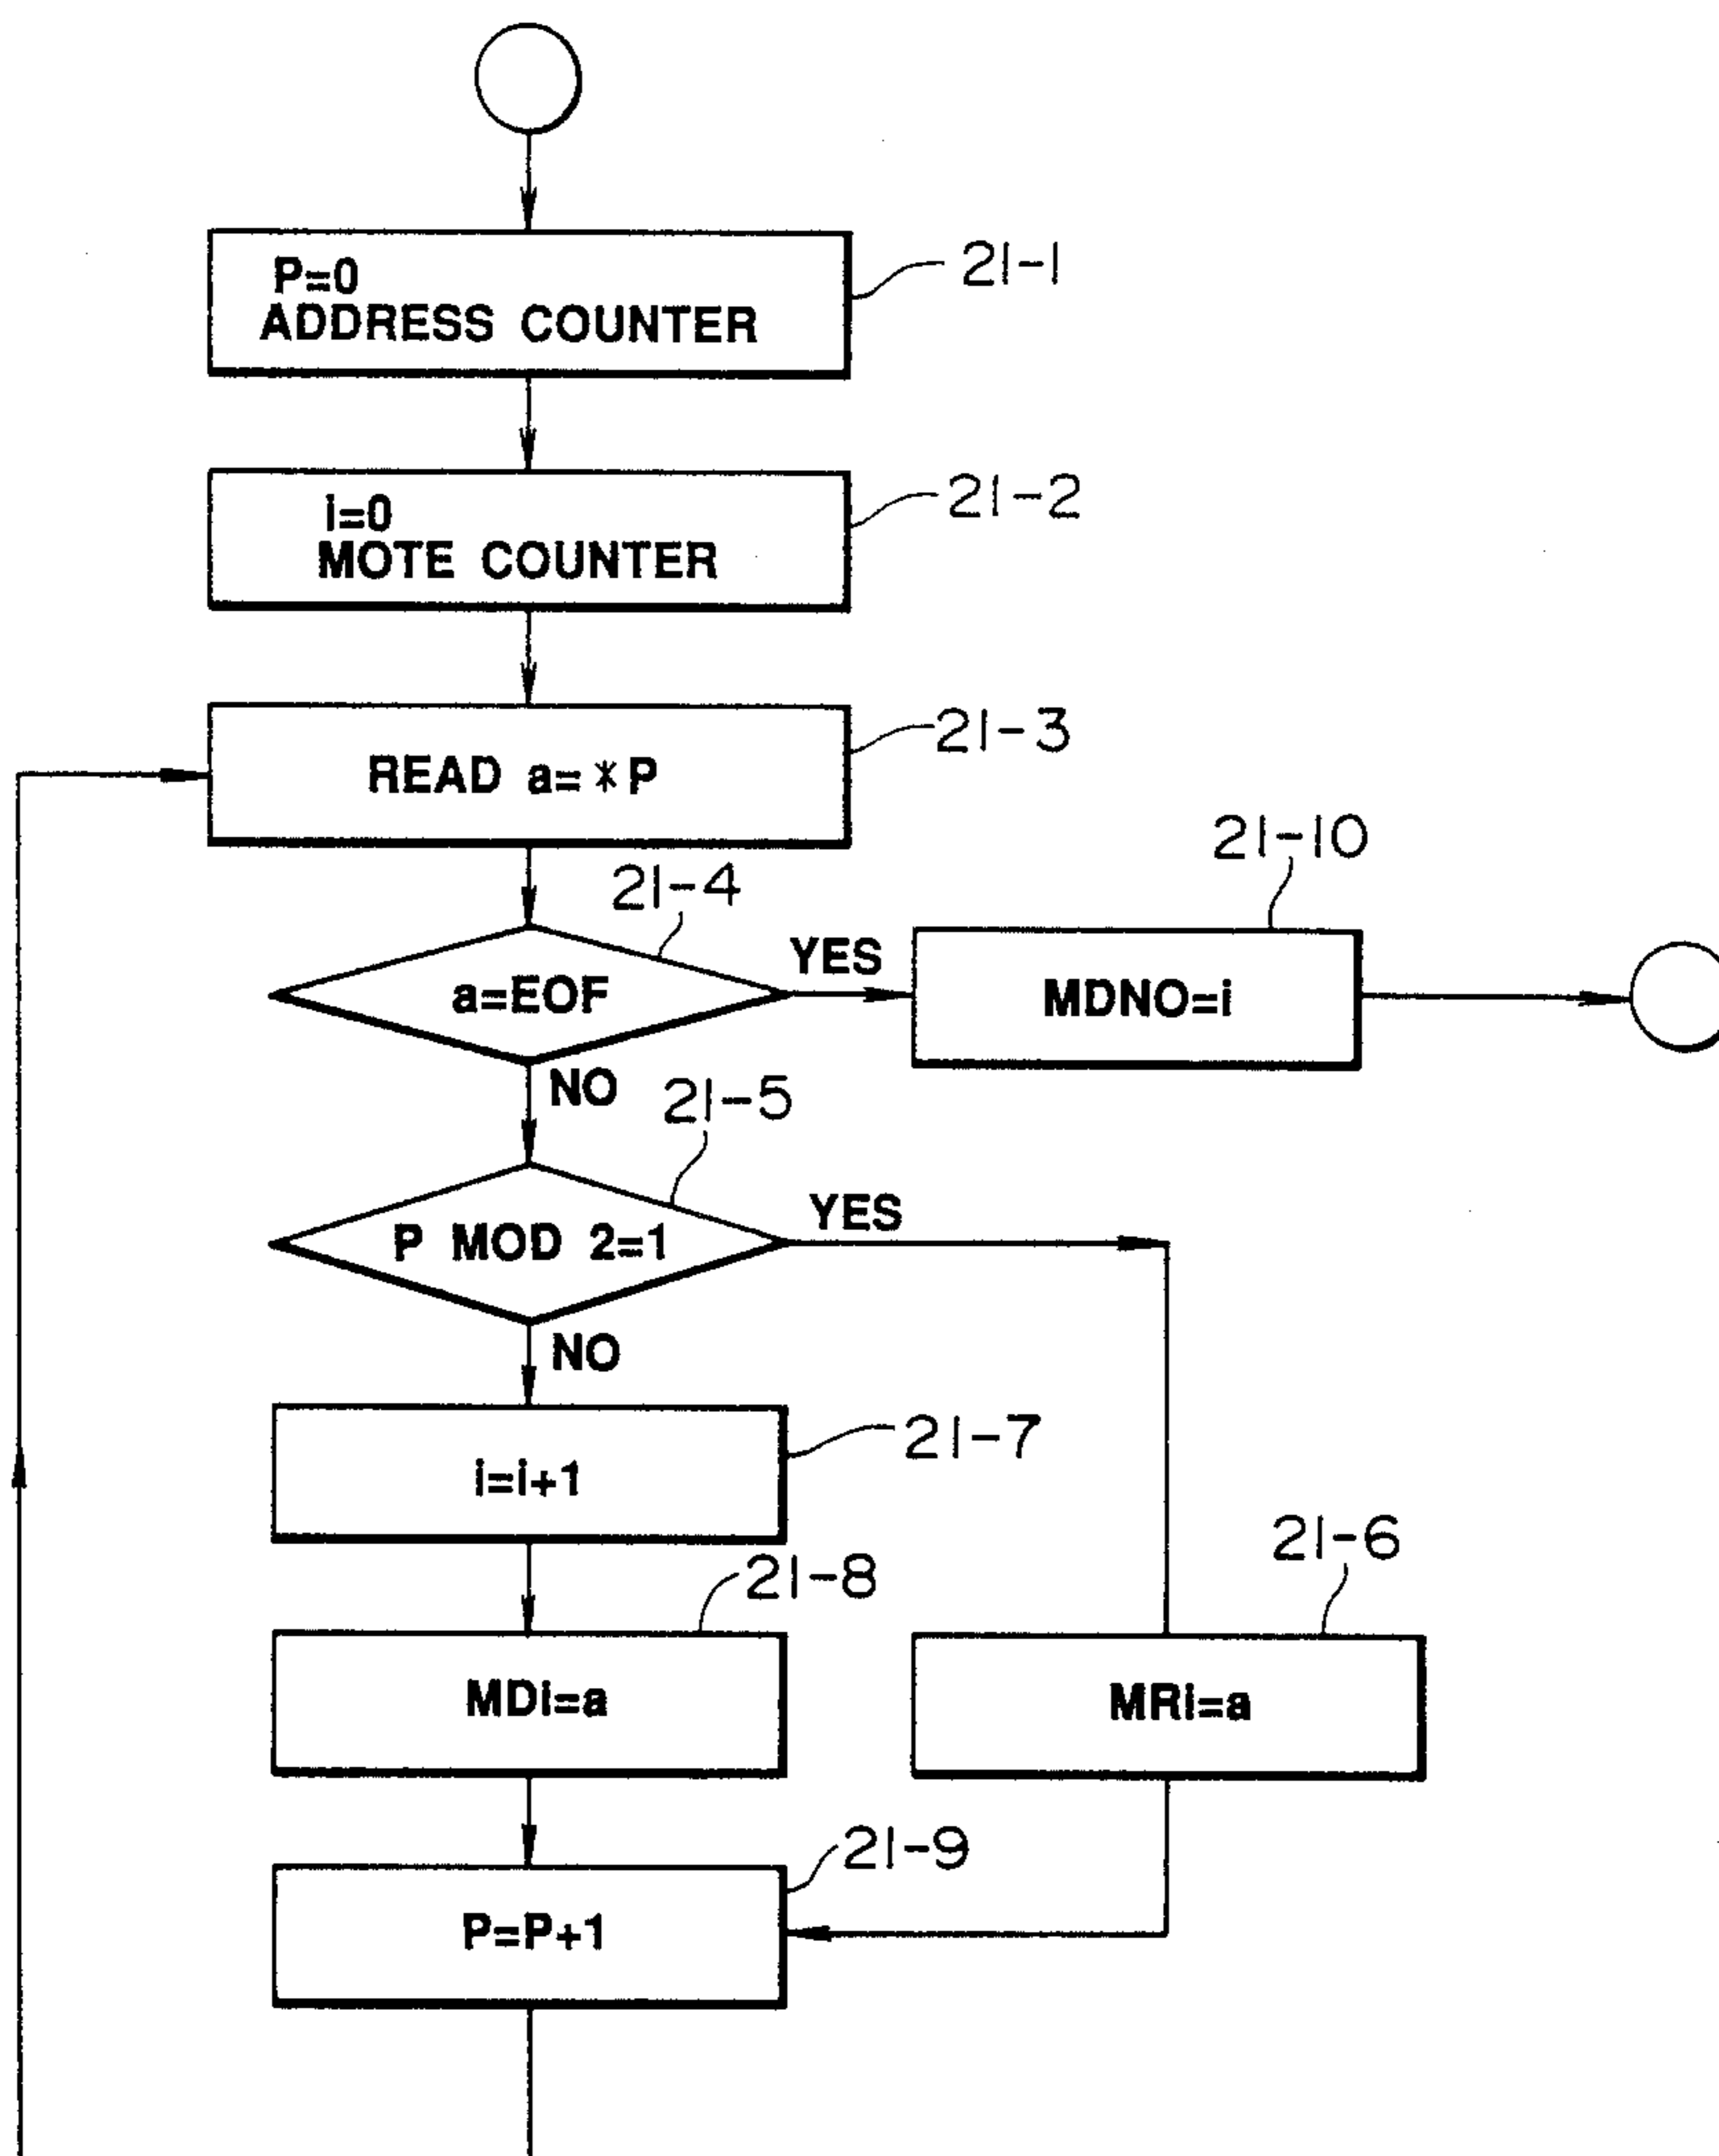 P=0
ADDRESS COUNTER
21-1
i=0
MOTE COUNTER
21-2
READ a=*P
21-3
21-4
a=EOF
YES
NO
21-10
MDNO=i
21-5
P MOD 2=1
YES
NO
21-7
i=i+1
21-8
MDi=a
21-6
MRi=a
21-9
P=P+1